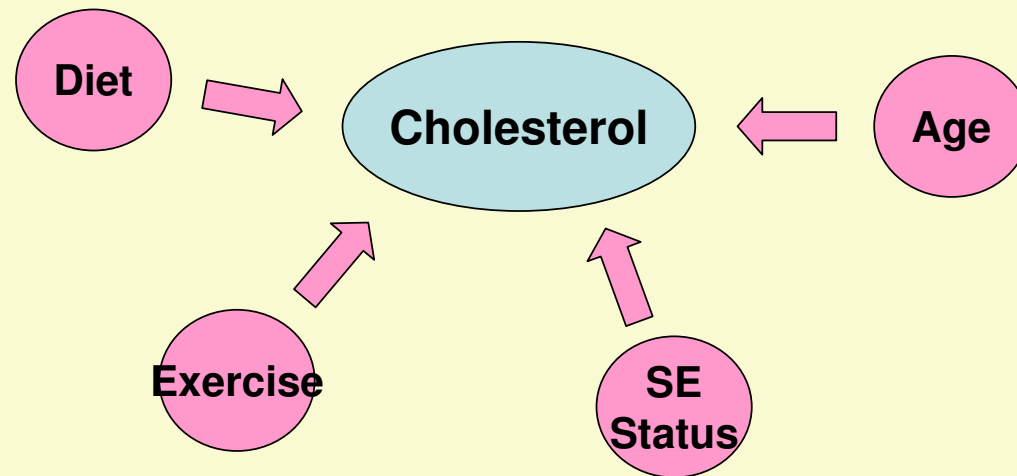 Diet
Cholesterol
Age
Exercise
SE
Status